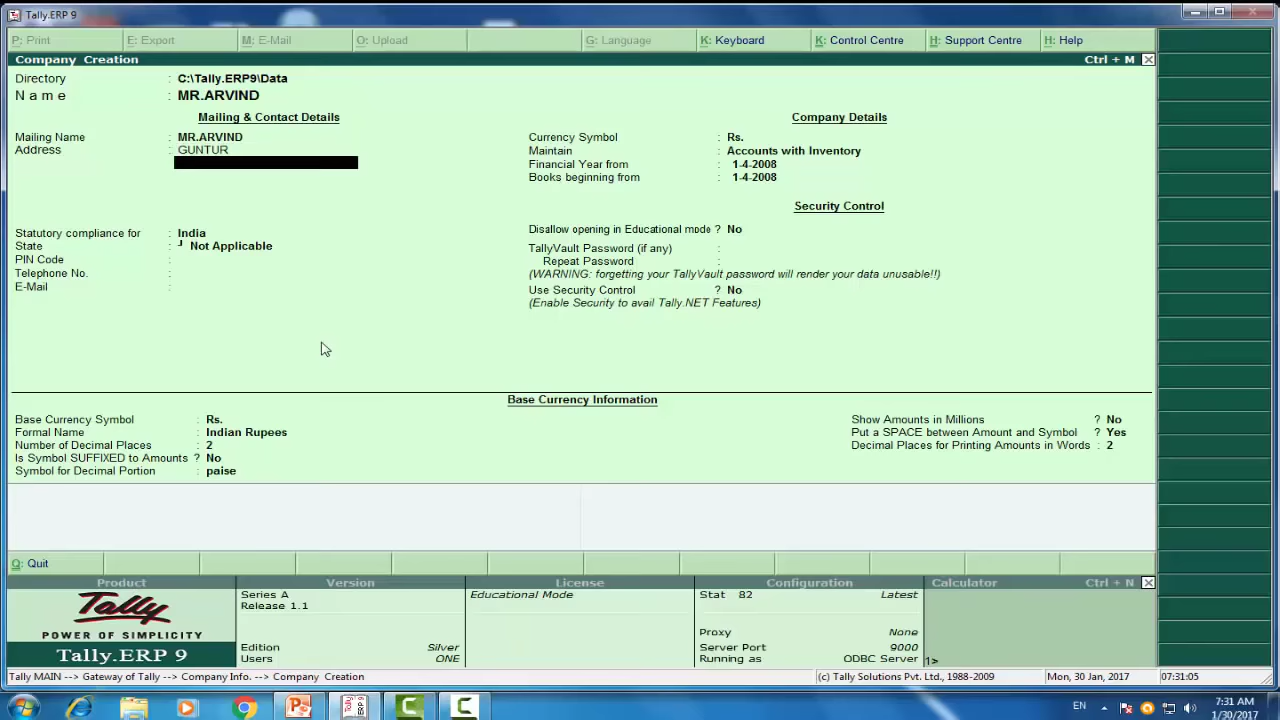 Tally.ERP 9
P: Print E: Export M: E-Mail O: Upload G: Language K: Keyboard K: Control Centre H: Support Centre H: Help
Company Creation Ctrl + M
Directory : C:\Tally.ERP9\Data
Name : MR.ARVIND
Mailing & Contact Details
Company Details
Mailing Name : MR.ARVIND
Address : GUNTUR
Currency Symbol : Rs.
Maintain : Accounts with Inventory
Financial Year from : 1-4-2008
Books beginning from : 1-4-2008
Security Control
Statutory compliance for : India
State : ┘ Not Applicable
PIN Code :
Telephone No. :
E-Mail :
Disallow opening in Educational mode ? No
TallyVault Password (if any) :
Repeat Password :
(WARNING: forgetting your TallyVault password will render your data unusable!!)
Use Security Control ? No
(Enable Security to avail Tally.NET Features)
Base Currency Information
Base Currency Symbol : Rs.
Formal Name : Indian Rupees
Number of Decimal Places : 2
Is Symbol SUFFIXED to Amounts ? No
Symbol for Decimal Portion : paise
Show Amounts in Millions ? No
Put a SPACE between Amount and Symbol ? Yes
Decimal Places for Printing Amounts in Words : 2
Q: Quit
Product Version License Configuration Calculator Ctrl + N
Tally
POWER OF SIMPLICITY
Tally.ERP 9
Series A
Release 1.1
Edition Silver
Users ONE
Educational Mode
Stat 82 Latest
Proxy None
Server Port 9000
Running as ODBC Server
1>
Tally MAIN --> Gateway of Tally --> Company Info. --> Company Creation (c) Tally Solutions Pvt. Ltd., 1988-2009 Mon, 30 Jan, 2017 07:31:05
EN 7:31 AM
1/30/2017